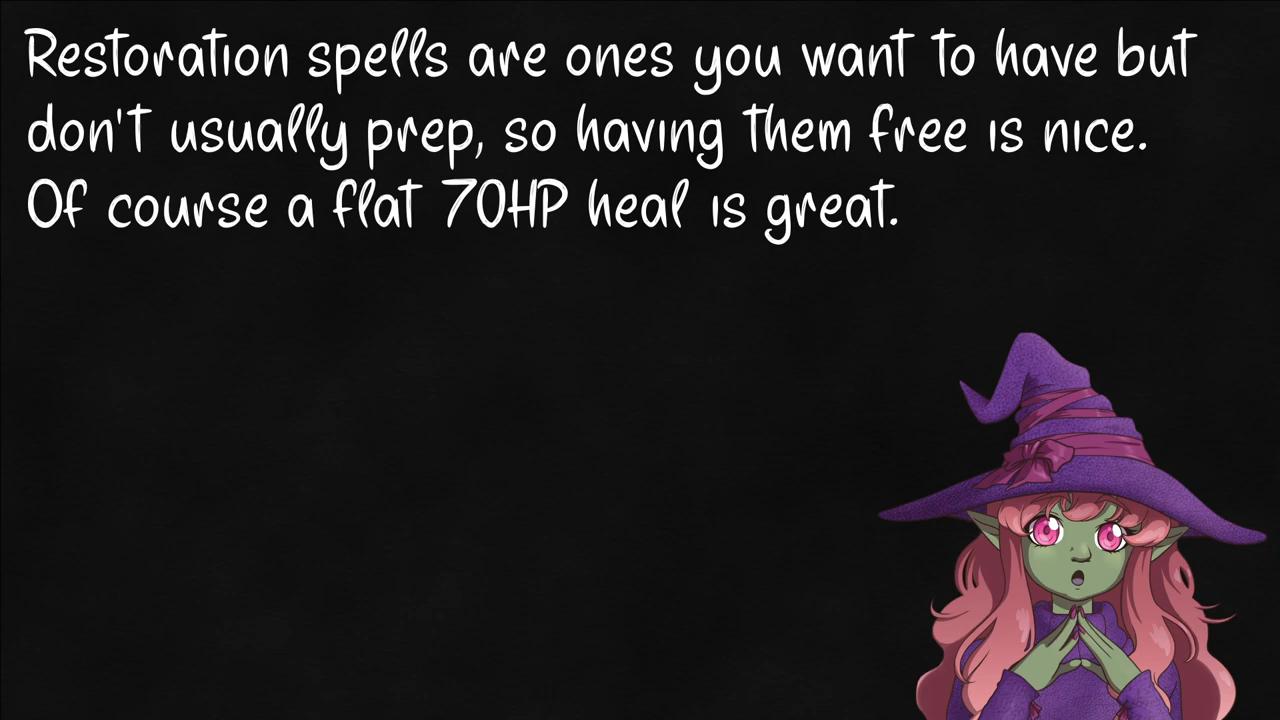 Restoration spells are ones you want to have but
don't usually prep, so having them free is nice.
Of course a flat 70HP heal is great.